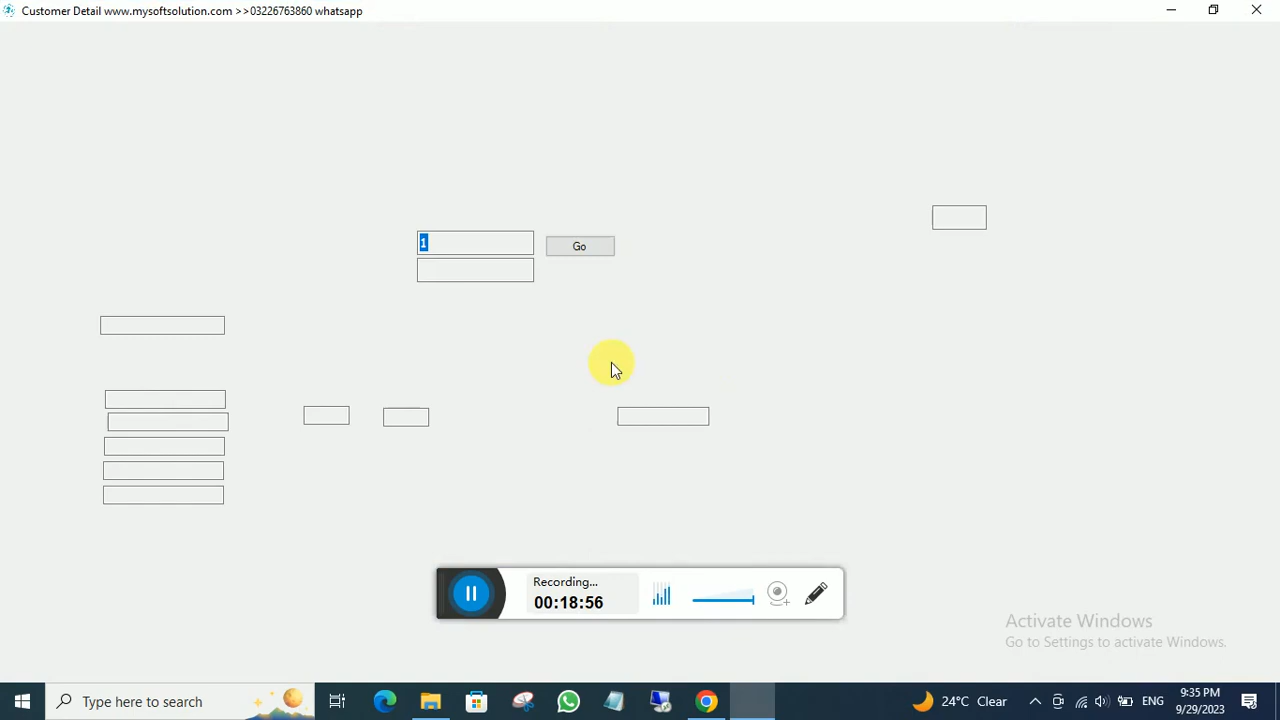 Customer Detail www.mysoftsolution.com >>03226763860 whatsapp
1
Go
Recording...
00:18:56
Activate Windows
Go to Settings to activate Windows.
Type here to search
24°C Clear
ENG
9:35 PM
9/29/2023